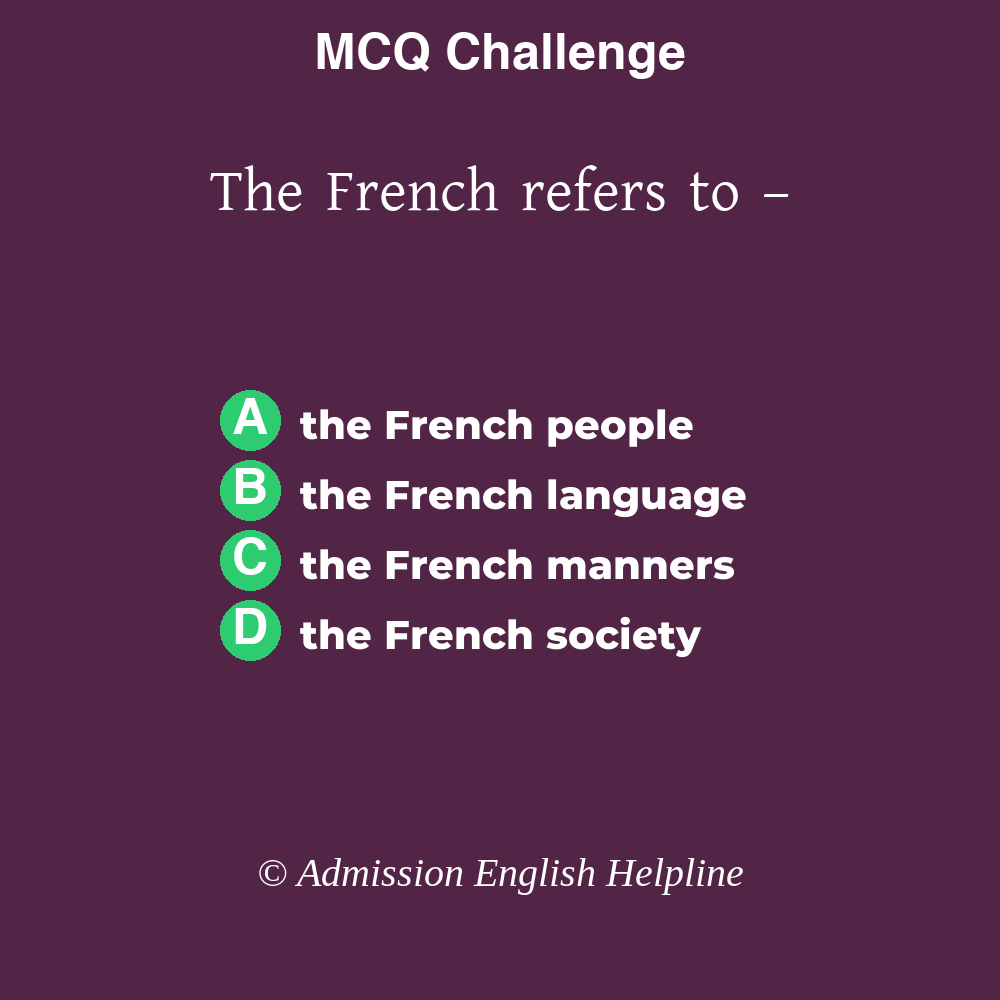 MCQ Challenge
The French refers to –
A the French people
B the French language
C the French manners
D the French society
© Admission English Helpline